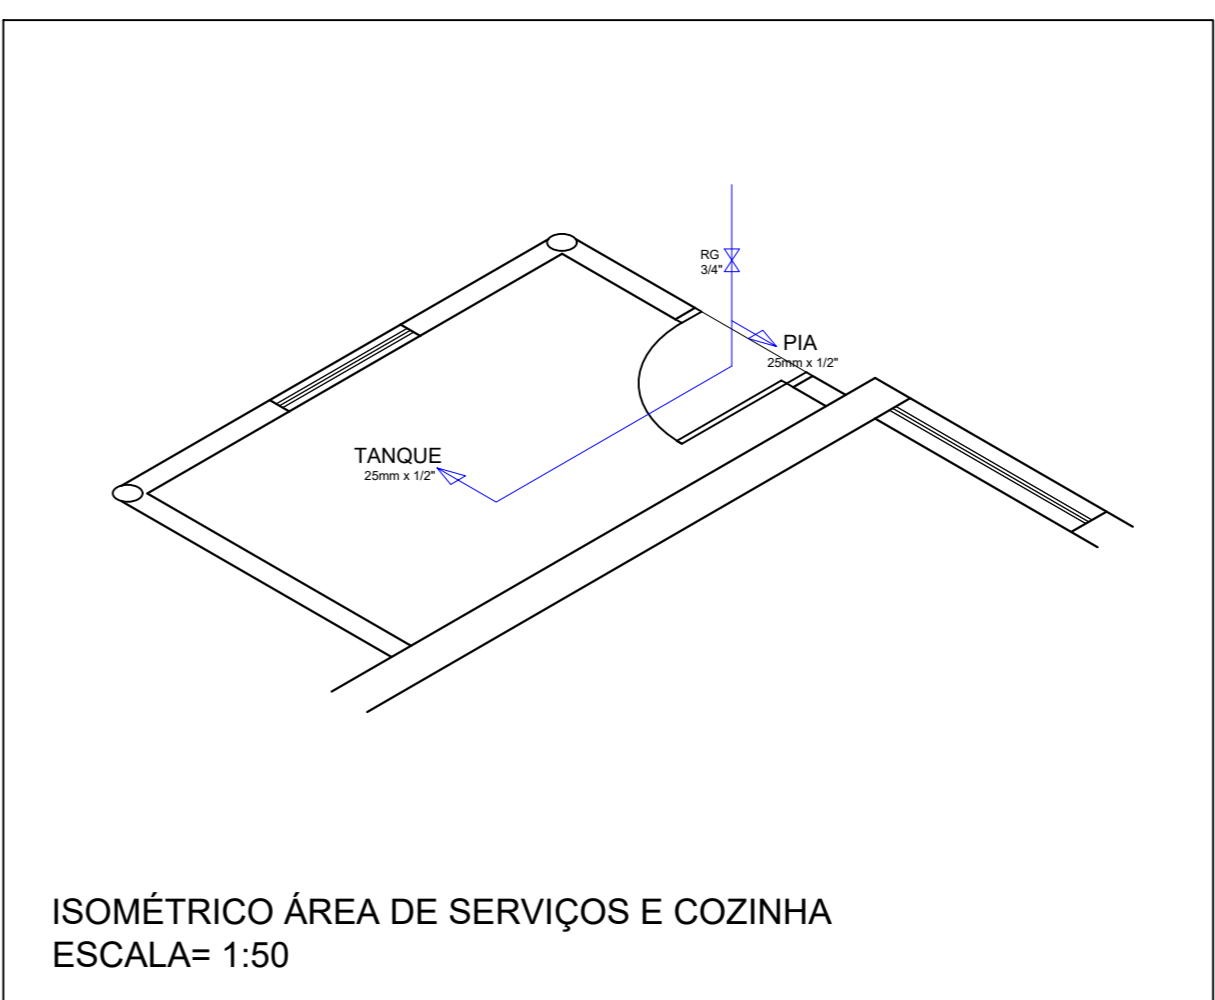 RG
3/4"
PIA
25mm x 1/2"
TANQUE
25mm x 1/2"
ISOMÉTRICO ÁREA DE SERVIÇOS E COZINHA
ESCALA= 1:50